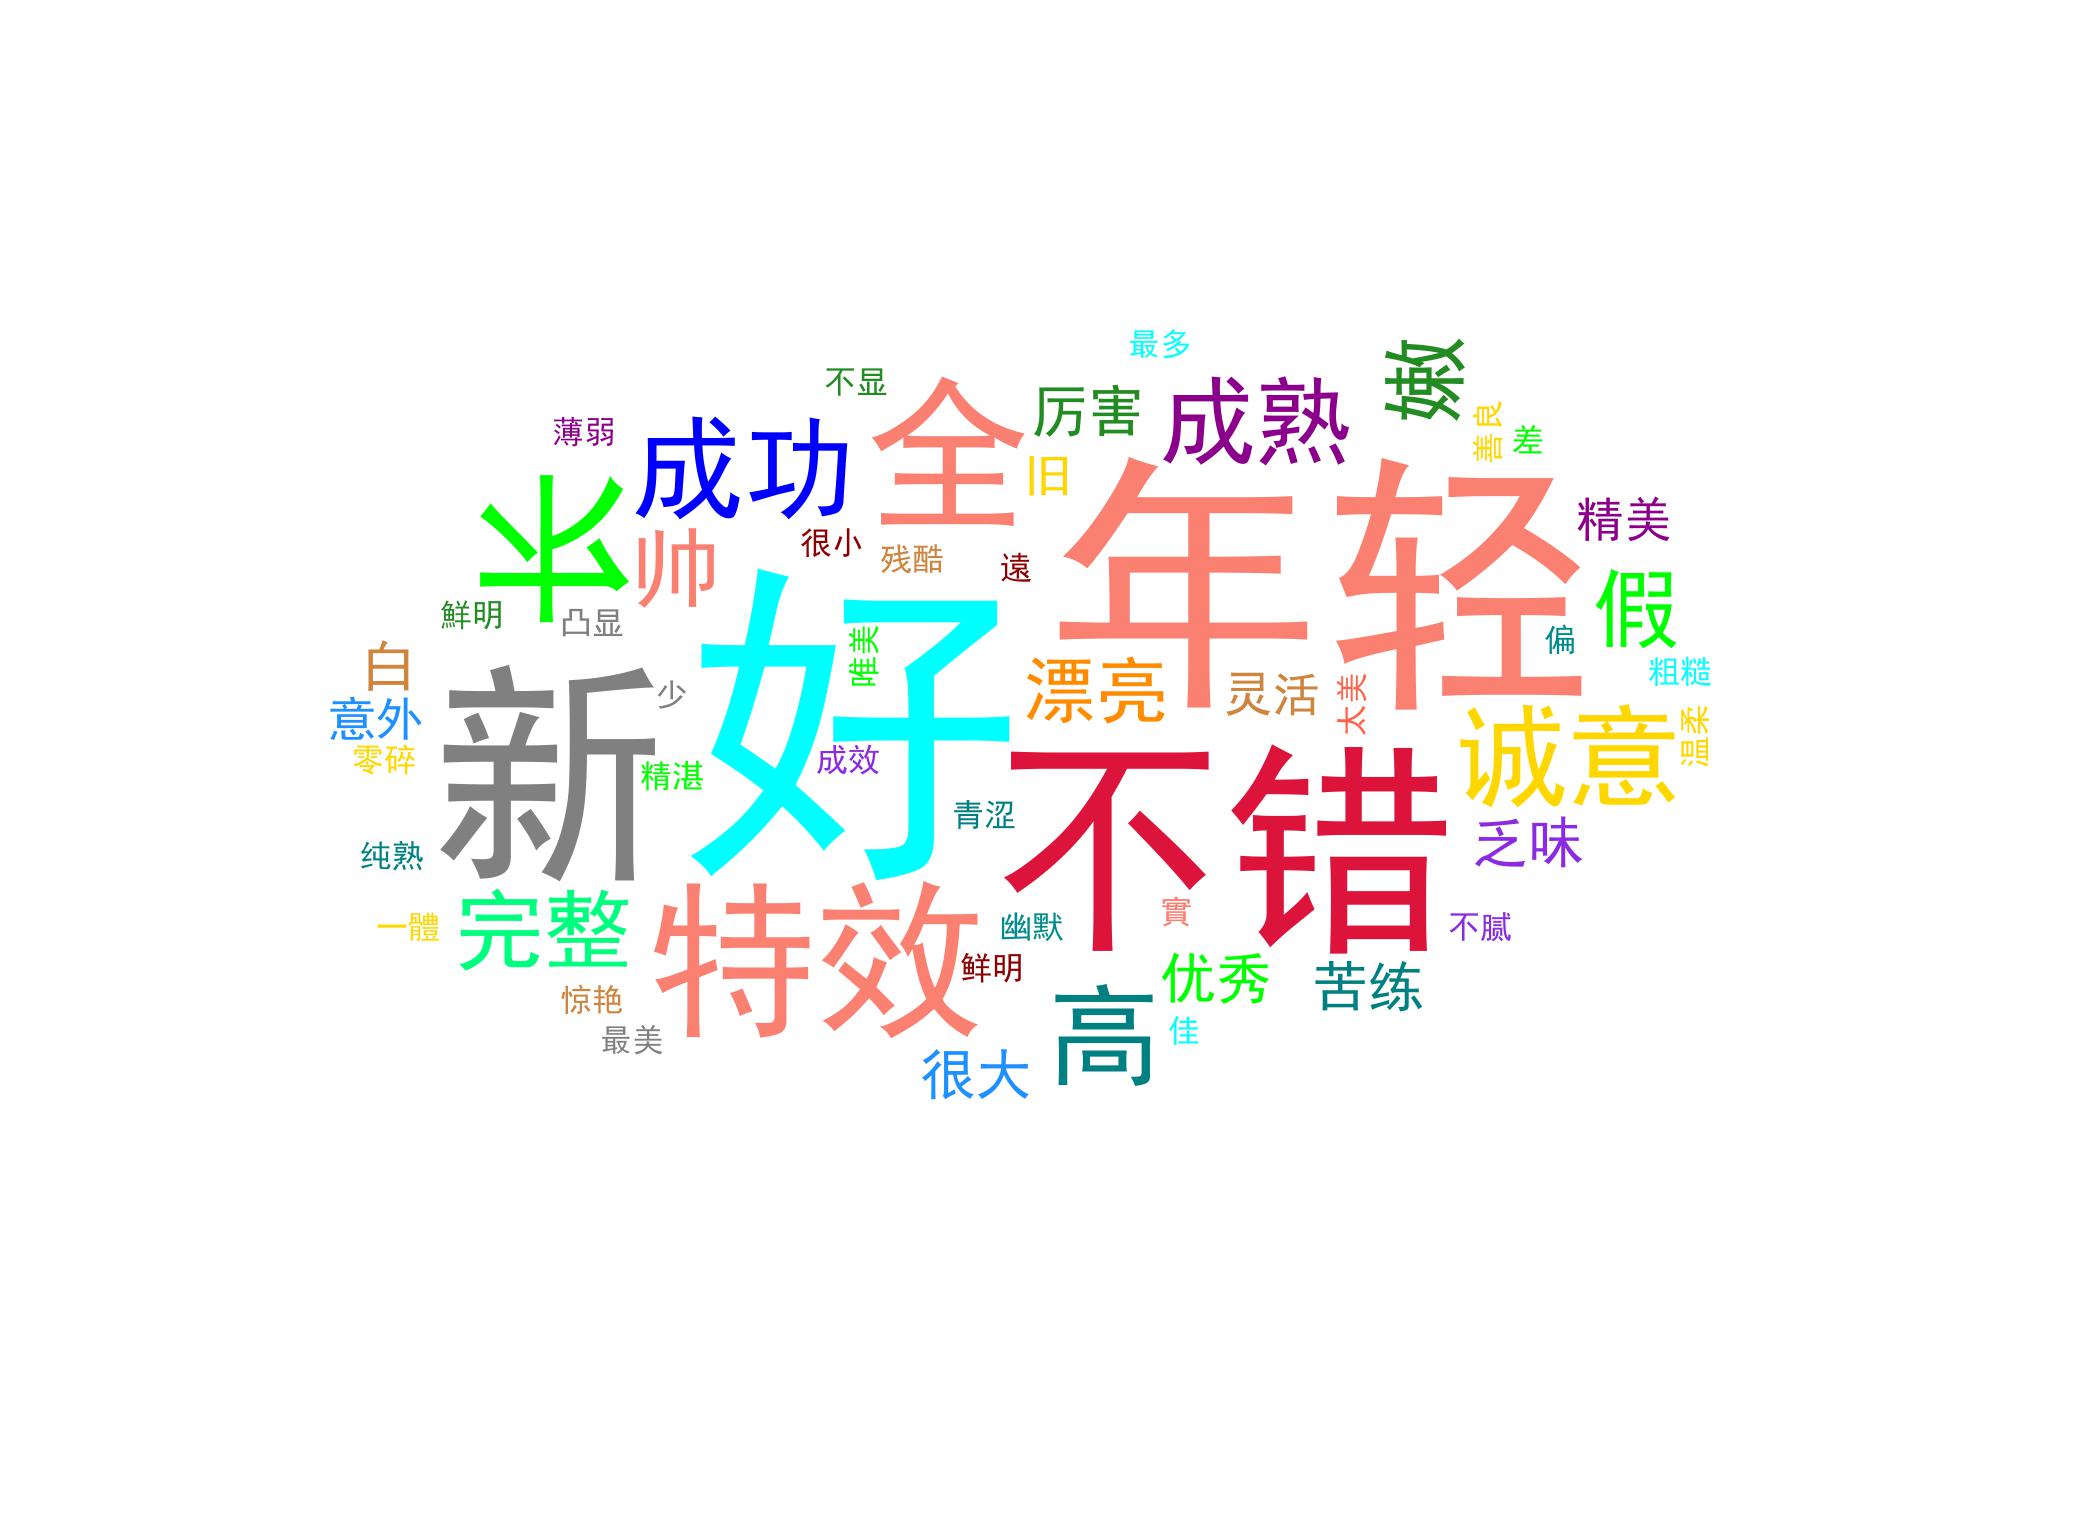 最多
嫩
不显
厉害
成熟
全
薄弱
成功
善良
差
旧
长
年轻
精美
帅
很小
残酷
遠
假
鮮明
凸显
唯美
偏
白
漂亮
灵活
太美
粗糙
新
少
好
意外
诚意
溫柔
零碎
精湛
成效
不错
青涩
乏味
纯熟
一體
完整
特效
幽默
實
不腻
鲜明
优秀
苦练
惊艳
高
佳
最美
很大